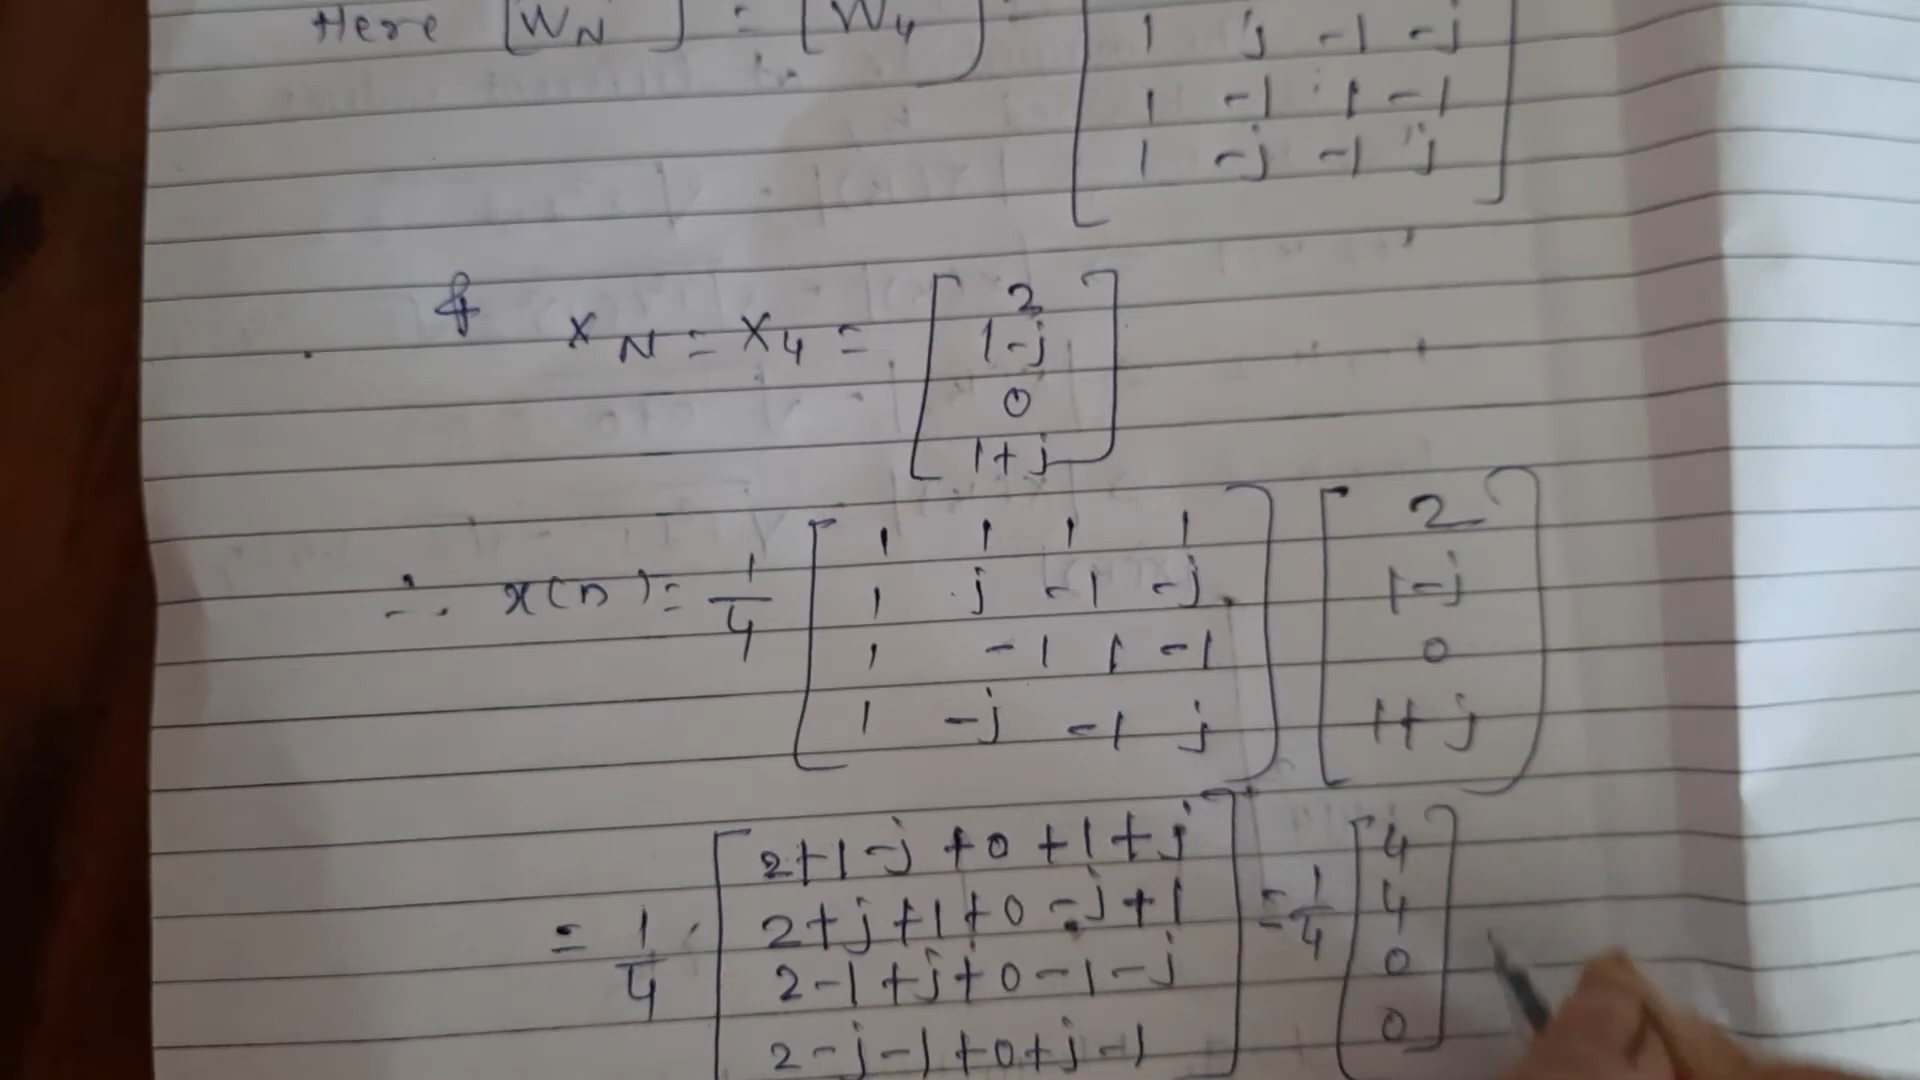 Here [W_N] = [W_4] =
1 j -1 -j
1 -1 1 -1
1 -j -1 j
& X_N = X_4 =
2
1-j
0
1+j
∴ x(n) = 1/4
1 1 1 1
1 j -1 -j
1 -1 1 -1
1 -j -1 j
2
1-j
0
1+j
= 1/4
2+1-j+0+1+j
2+j+1+0-j+1
2-1+j+0-1-j
2-j-1+0+j-1
= 1/4
4
4
0
0